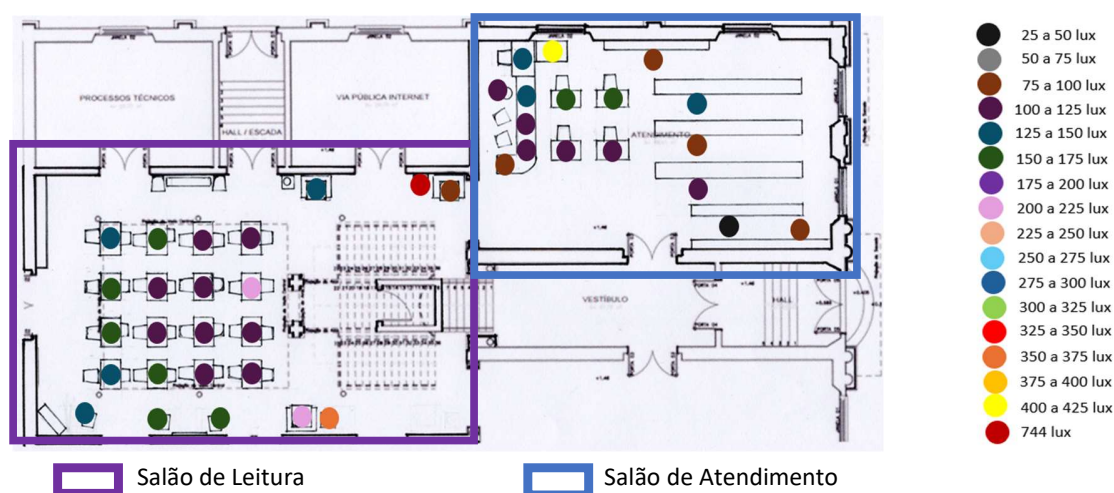 PROCESSOS TÉCNICOS
VIA PÚBLICA INTERNET
HALL / ESCADA
ATENDIMENTO
VESTÍBULO
HALL
Salão de Leitura
Salão de Atendimento
25 a 50 lux
50 a 75 lux
75 a 100 lux
100 a 125 lux
125 a 150 lux
150 a 175 lux
175 a 200 lux
200 a 225 lux
225 a 250 lux
250 a 275 lux
275 a 300 lux
300 a 325 lux
325 a 350 lux
350 a 375 lux
375 a 400 lux
400 a 425 lux
744 lux